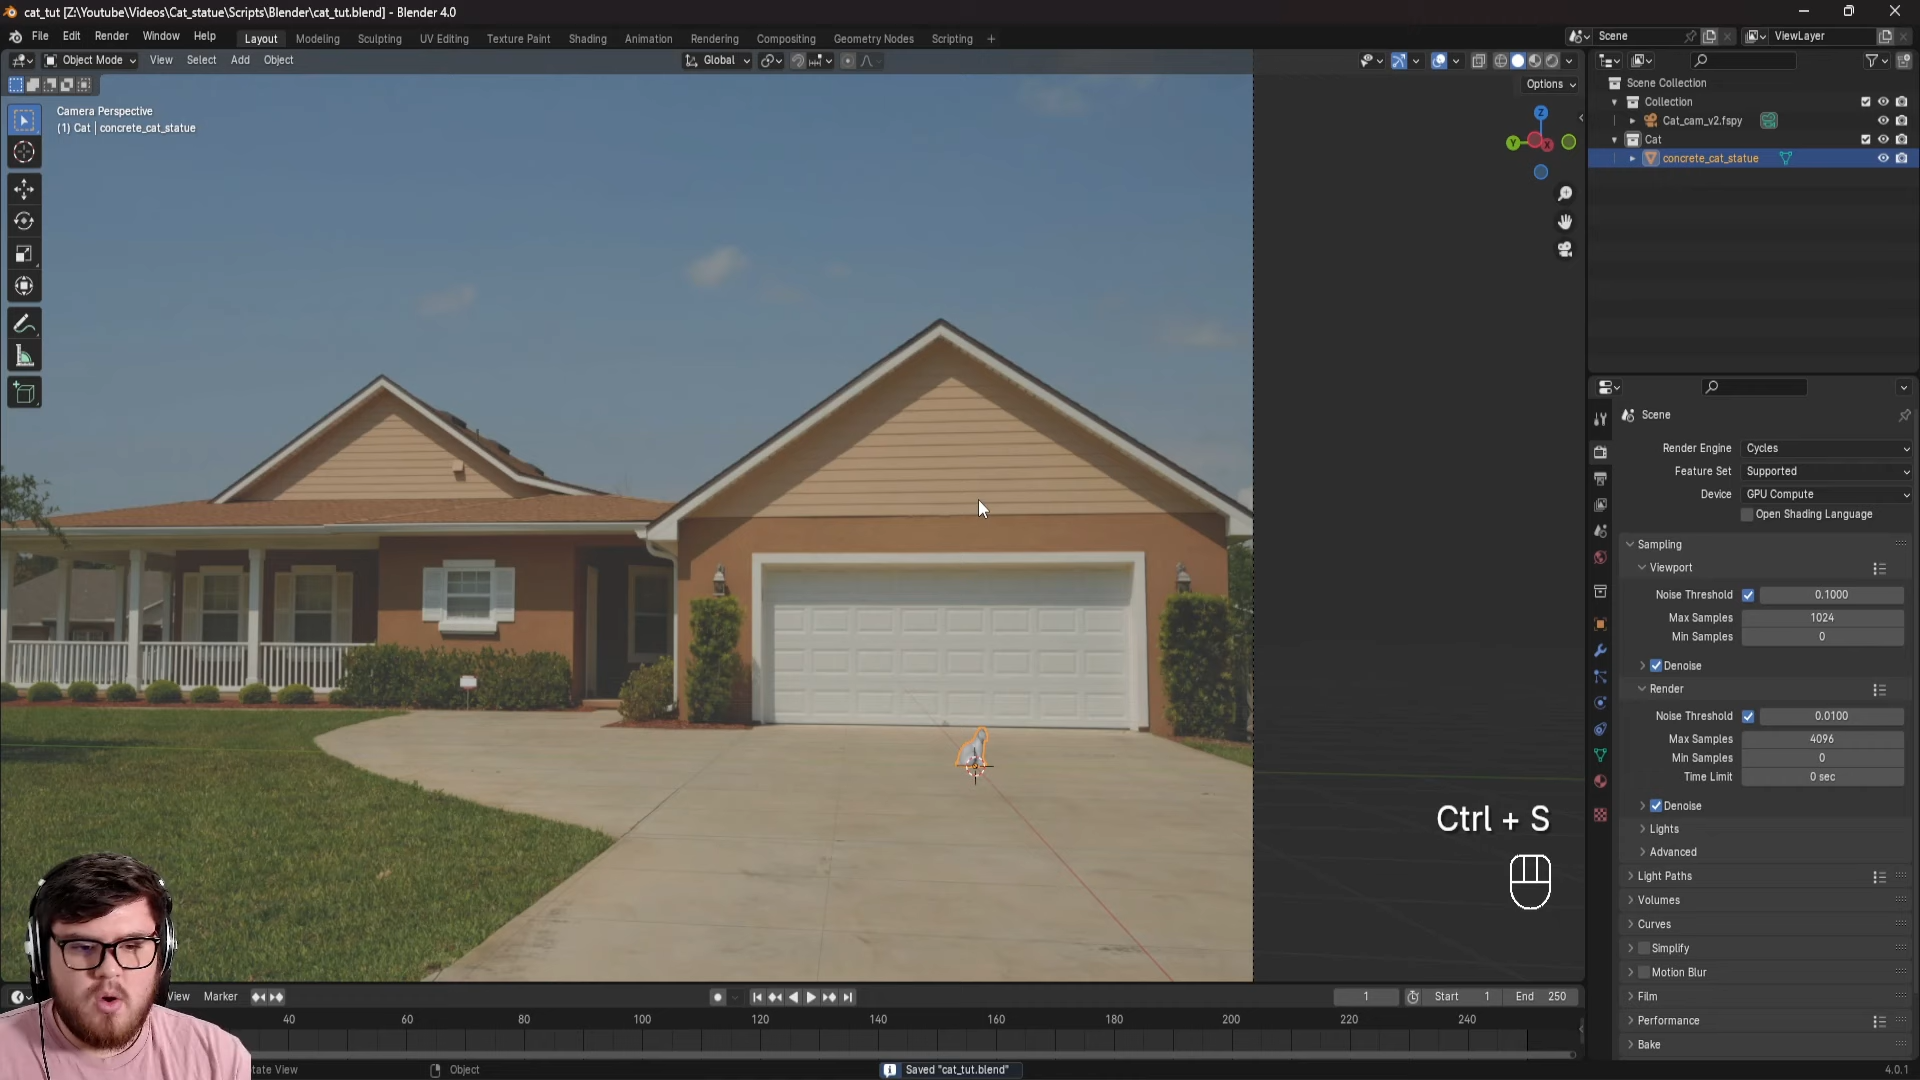 cat_tut [Z:\Youtube\Videos\Cat_statue\Scripts\Blender\cat_tut.blend] - Blender 4.0
File Edit Render Window Help Layout Modeling Sculpting UV Editing Texture Paint Shading Animation Rendering Compositing Geometry Nodes Scripting + Scene ViewLayer
Object Mode View Select Add Object Global
Options
Camera Perspective
(1) Cat | concrete_cat_statue
Z
Y
X
Scene Collection
Collection
Cat_cam_v2.fspy
Cat
concrete_cat_statue
Scene
Render Engine Cycles
Feature Set Supported
Device GPU Compute
Open Shading Language
Sampling
Viewport
Noise Threshold 0.1000
Max Samples 1024
Min Samples 0
Denoise
Render
Noise Threshold 0.0100
Max Samples 4096
Min Samples 0
Time Limit 0 sec
Denoise
Lights
Advanced
Light Paths
Volumes
Curves
Simplify
Motion Blur
Film
Performance
Bake
Ctrl + S
View Marker 1 Start 1 End 250
40 60 80 100 120 140 160 180 200 220 240
tate View Object Saved "cat_tut.blend" 4.0.1